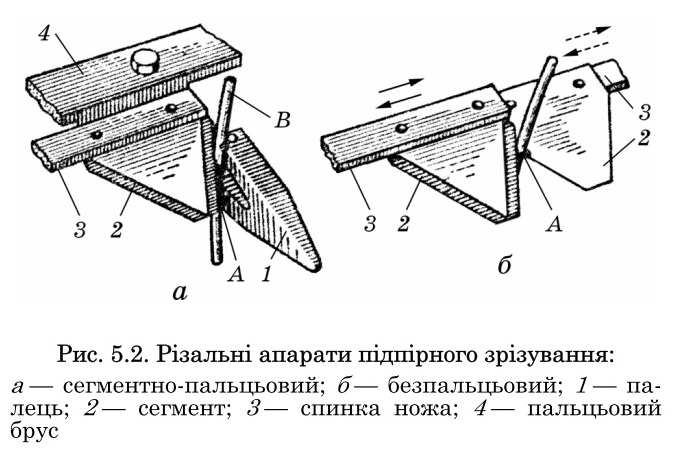 4
B
3
2
A
1
а
3
2
3
2
A
б
Рис. 5.2. Різальні апарати підпірного зрізування:
а — сегментно-пальцьовий; б — безпальцьовий; 1 — па-
лець; 2 — сегмент; 3 — спинка ножа; 4 — пальцьовий
брус